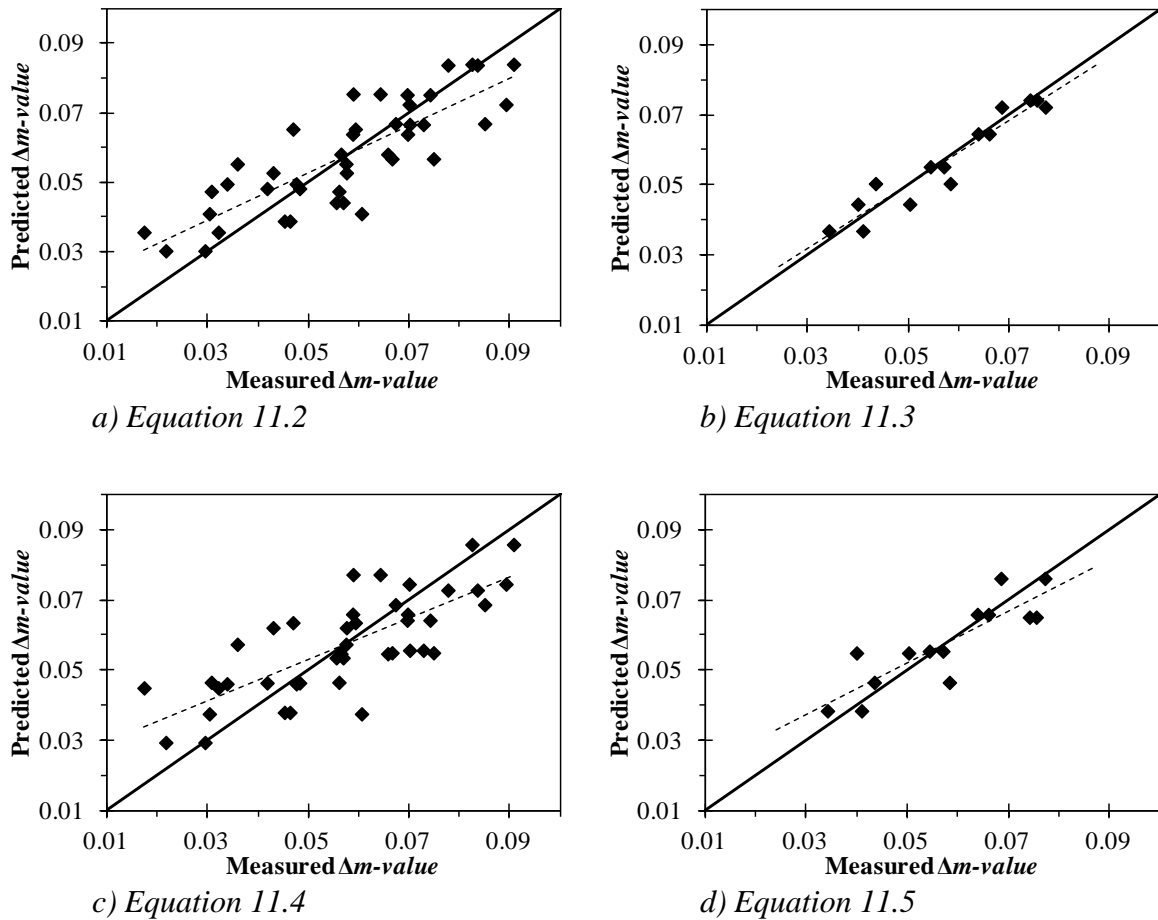 0.09
0.07
0.05
0.03
0.01
Predicted Δm-value
0.01 0.03 0.05 0.07 0.09
Measured Δm-value
a) Equation 11.2
0.09
0.07
0.05
0.03
0.01
Predicted Δm-value
0.01 0.03 0.05 0.07 0.09
Measured Δm-value
b) Equation 11.3
0.09
0.07
0.05
0.03
0.01
Predicted Δm-value
0.01 0.03 0.05 0.07 0.09
Measured Δm-value
c) Equation 11.4
0.09
0.07
0.05
0.03
0.01
Predicted Δm-value
0.01 0.03 0.05 0.07 0.09
Measured Δm-value
d) Equation 11.5